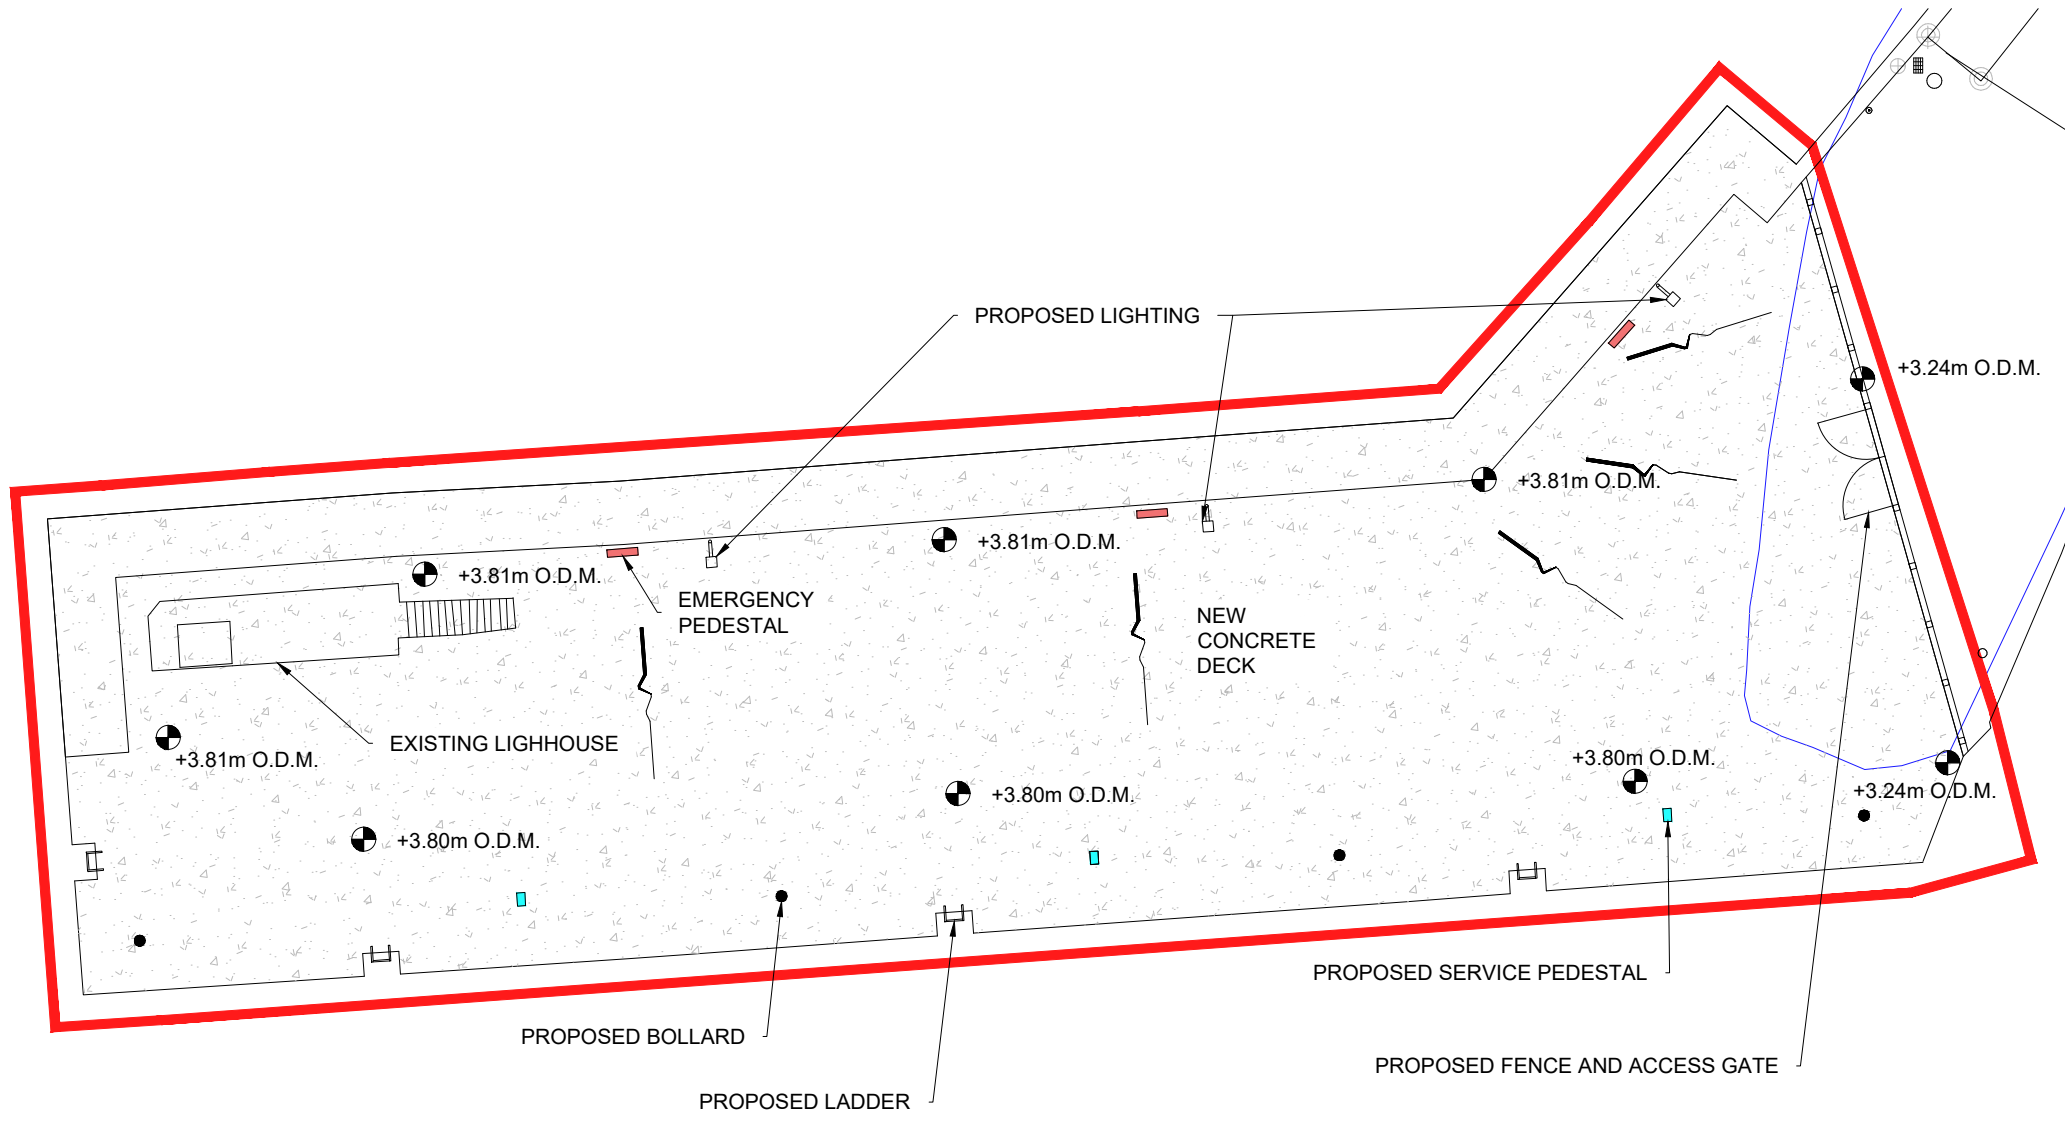 PROPOSED LIGHTING
+3.24m O.D.M.
+3.81m O.D.M.
+3.81m O.D.M.
+3.81m O.D.M.
EMERGENCY
PEDESTAL
NEW
CONCRETE
DECK
EXISTING LIGHHOUSE
+3.81m O.D.M.
+3.80m O.D.M.
+3.80m O.D.M.
+3.24m O.D.M.
+3.80m O.D.M.
PROPOSED SERVICE PEDESTAL
PROPOSED BOLLARD
PROPOSED FENCE AND ACCESS GATE
PROPOSED LADDER